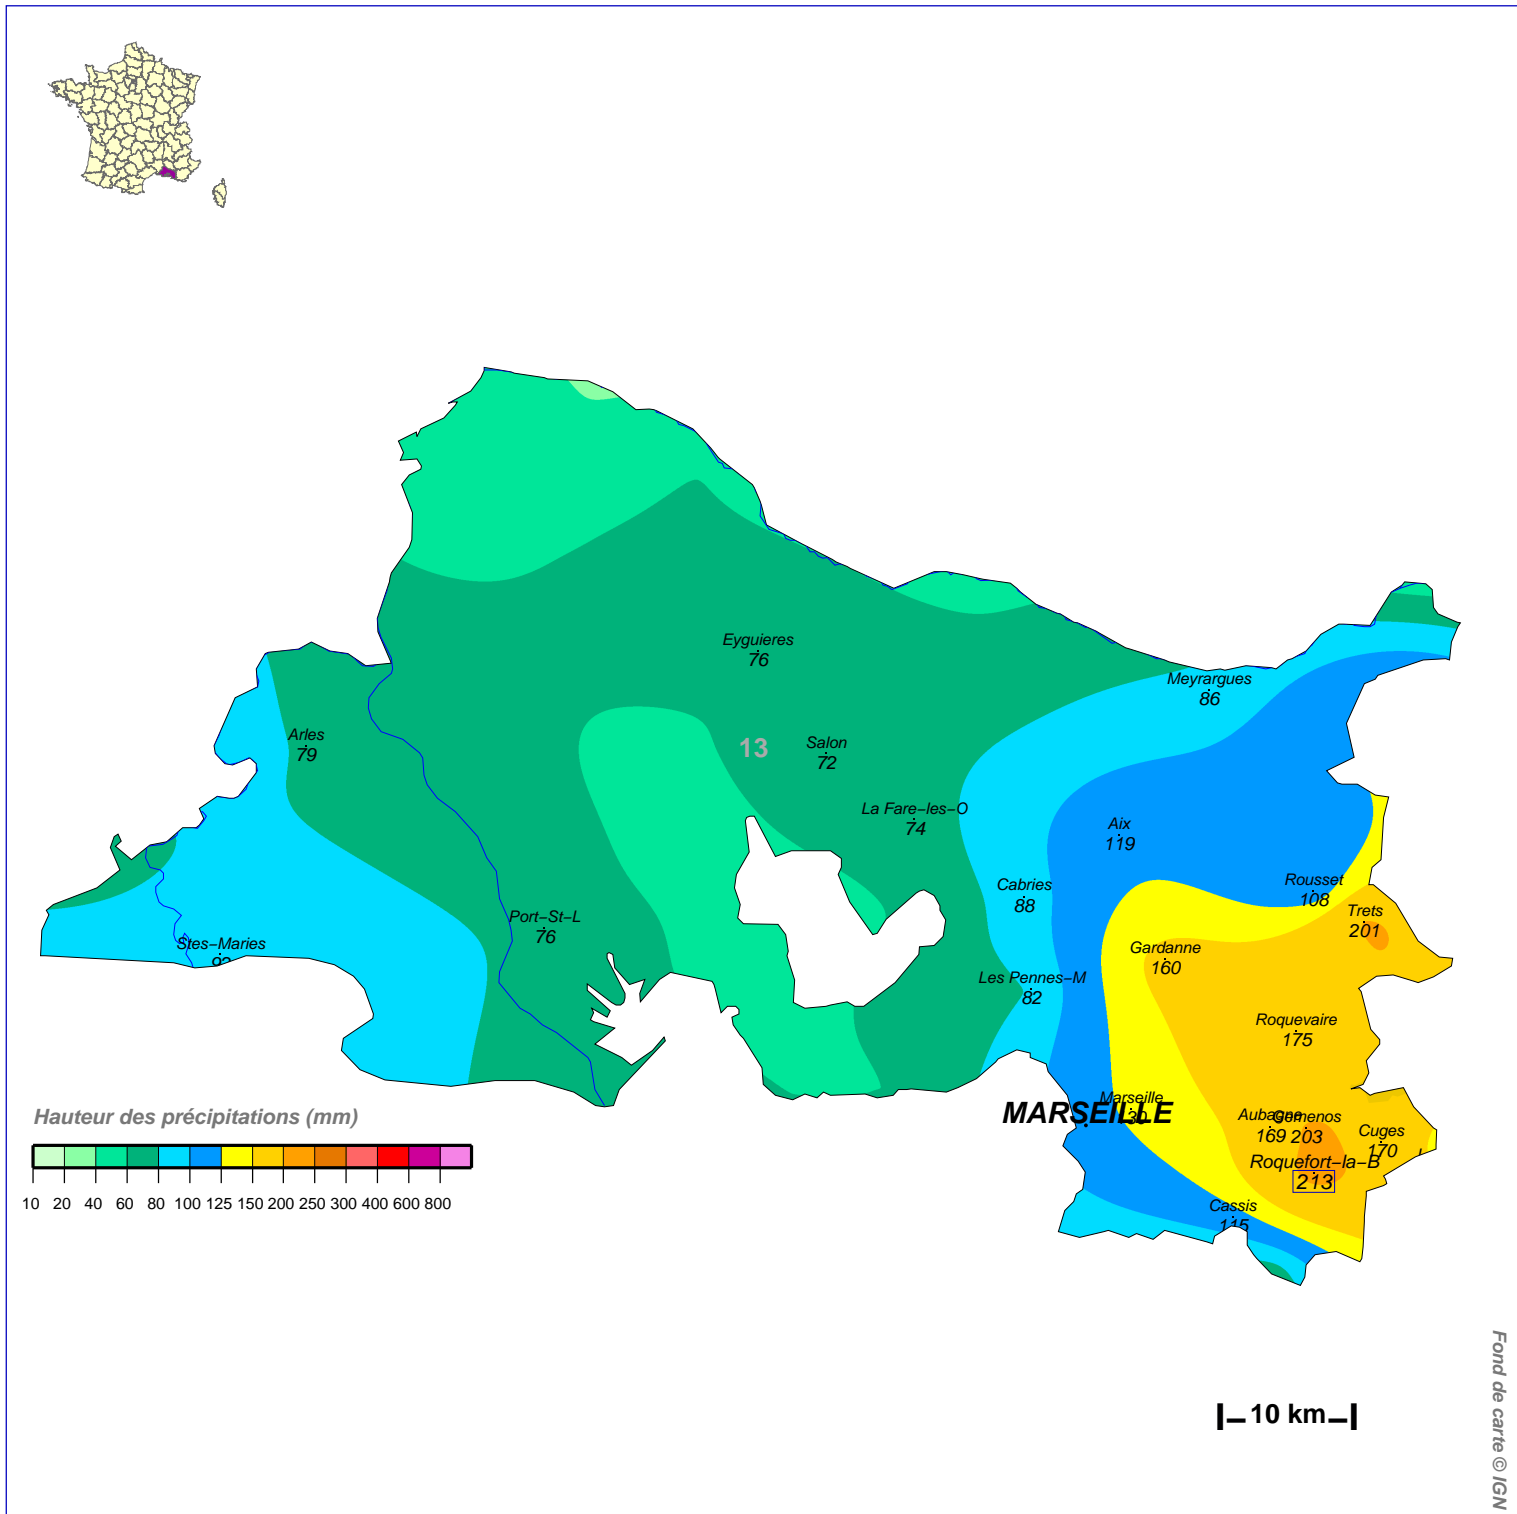 Eyguieres
76
Meyrargues
86
Arles
79
13
Salon
72
La Fare-les-O
74
Aix
119
Cabries
88
Rousset
108
Trets
201
Port-St-L
76
Stes-Maries
Gardanne
160
Les Pennes-M
82
Roquevaire
175
Marseille
MARSEILLE
Aubagne
169
Gemenos
203
Cuges
170
Roquefort-la-B
213
Cassis
115
Hauteur des précipitations (mm)
10 20 40 60 80 100 125 150 200 250 300 400 600 800
10 km
Fond de carte © IGN